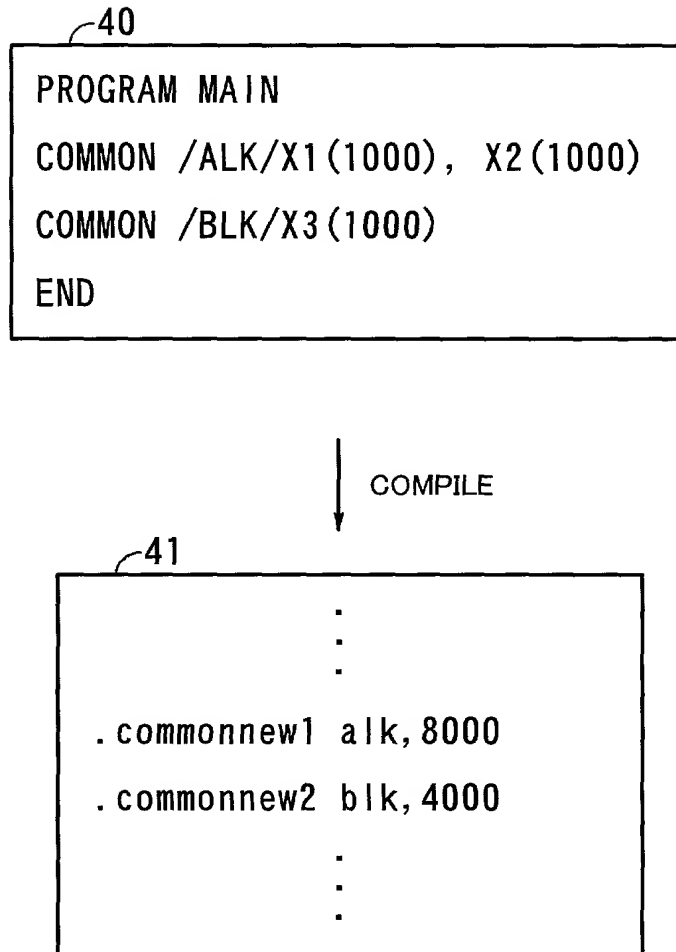 40
PROGRAM MAIN
COMMON /ALK/X1(1000), X2(1000)
COMMON /BLK/X3(1000)
END
COMPILE
41
.commonnew1 alk,8000
.commonnew2 blk,4000